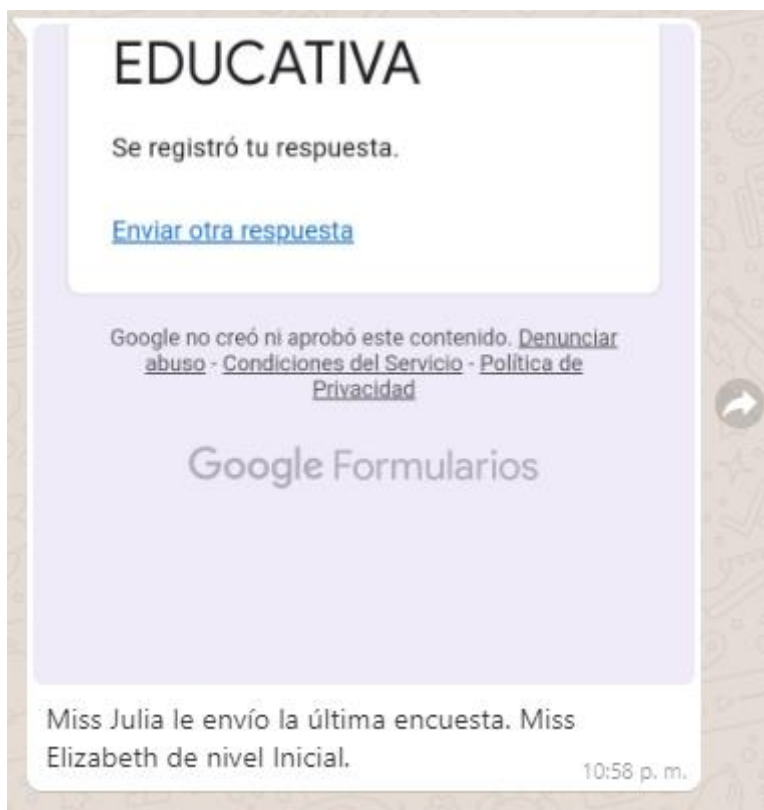 EDUCATIVA
Se registró tu respuesta.
Enviar otra respuesta
Google no creó ni aprobó este contenido. Denunciar
abuso - Condiciones del Servicio - Política de
Privacidad
Google Formularios
Miss Julia le envío la última encuesta. Miss
Elizabeth de nivel Inicial.
10:58 p. m.